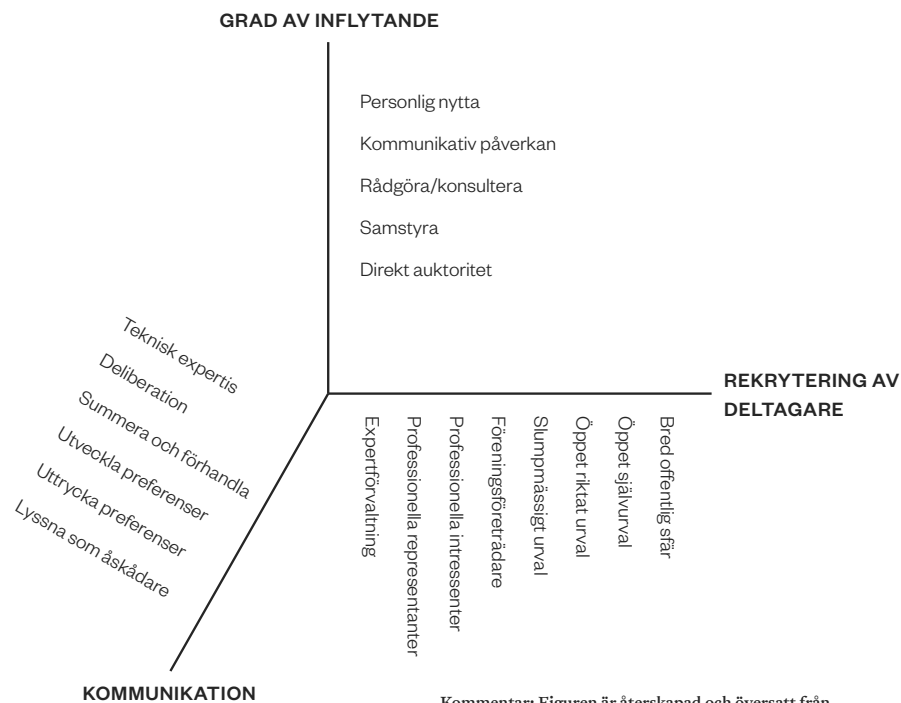 GRAD AV INFLYTANDE
Personlig nytta
Kommunikativ påverkan
Rådgöra/konsultera
Samstyra
Direkt auktoritet
Teknisk expertis
Deliberation
Summera och förhandla
Utveckla preferenser
Uttrycka preferenser
Lyssna som åskådare
REKRYTERING AV
DELTAGARE
Expertförvaltning
Professionella representanter
Professionella intressenter
Föreningsföreträdare
Slumpmässigt urval
Öppet riktat urval
Öppet självurval
Bred offentlig sfär
KOMMUNIKATION
Kommentar: Figuren är återskapad och översatt från